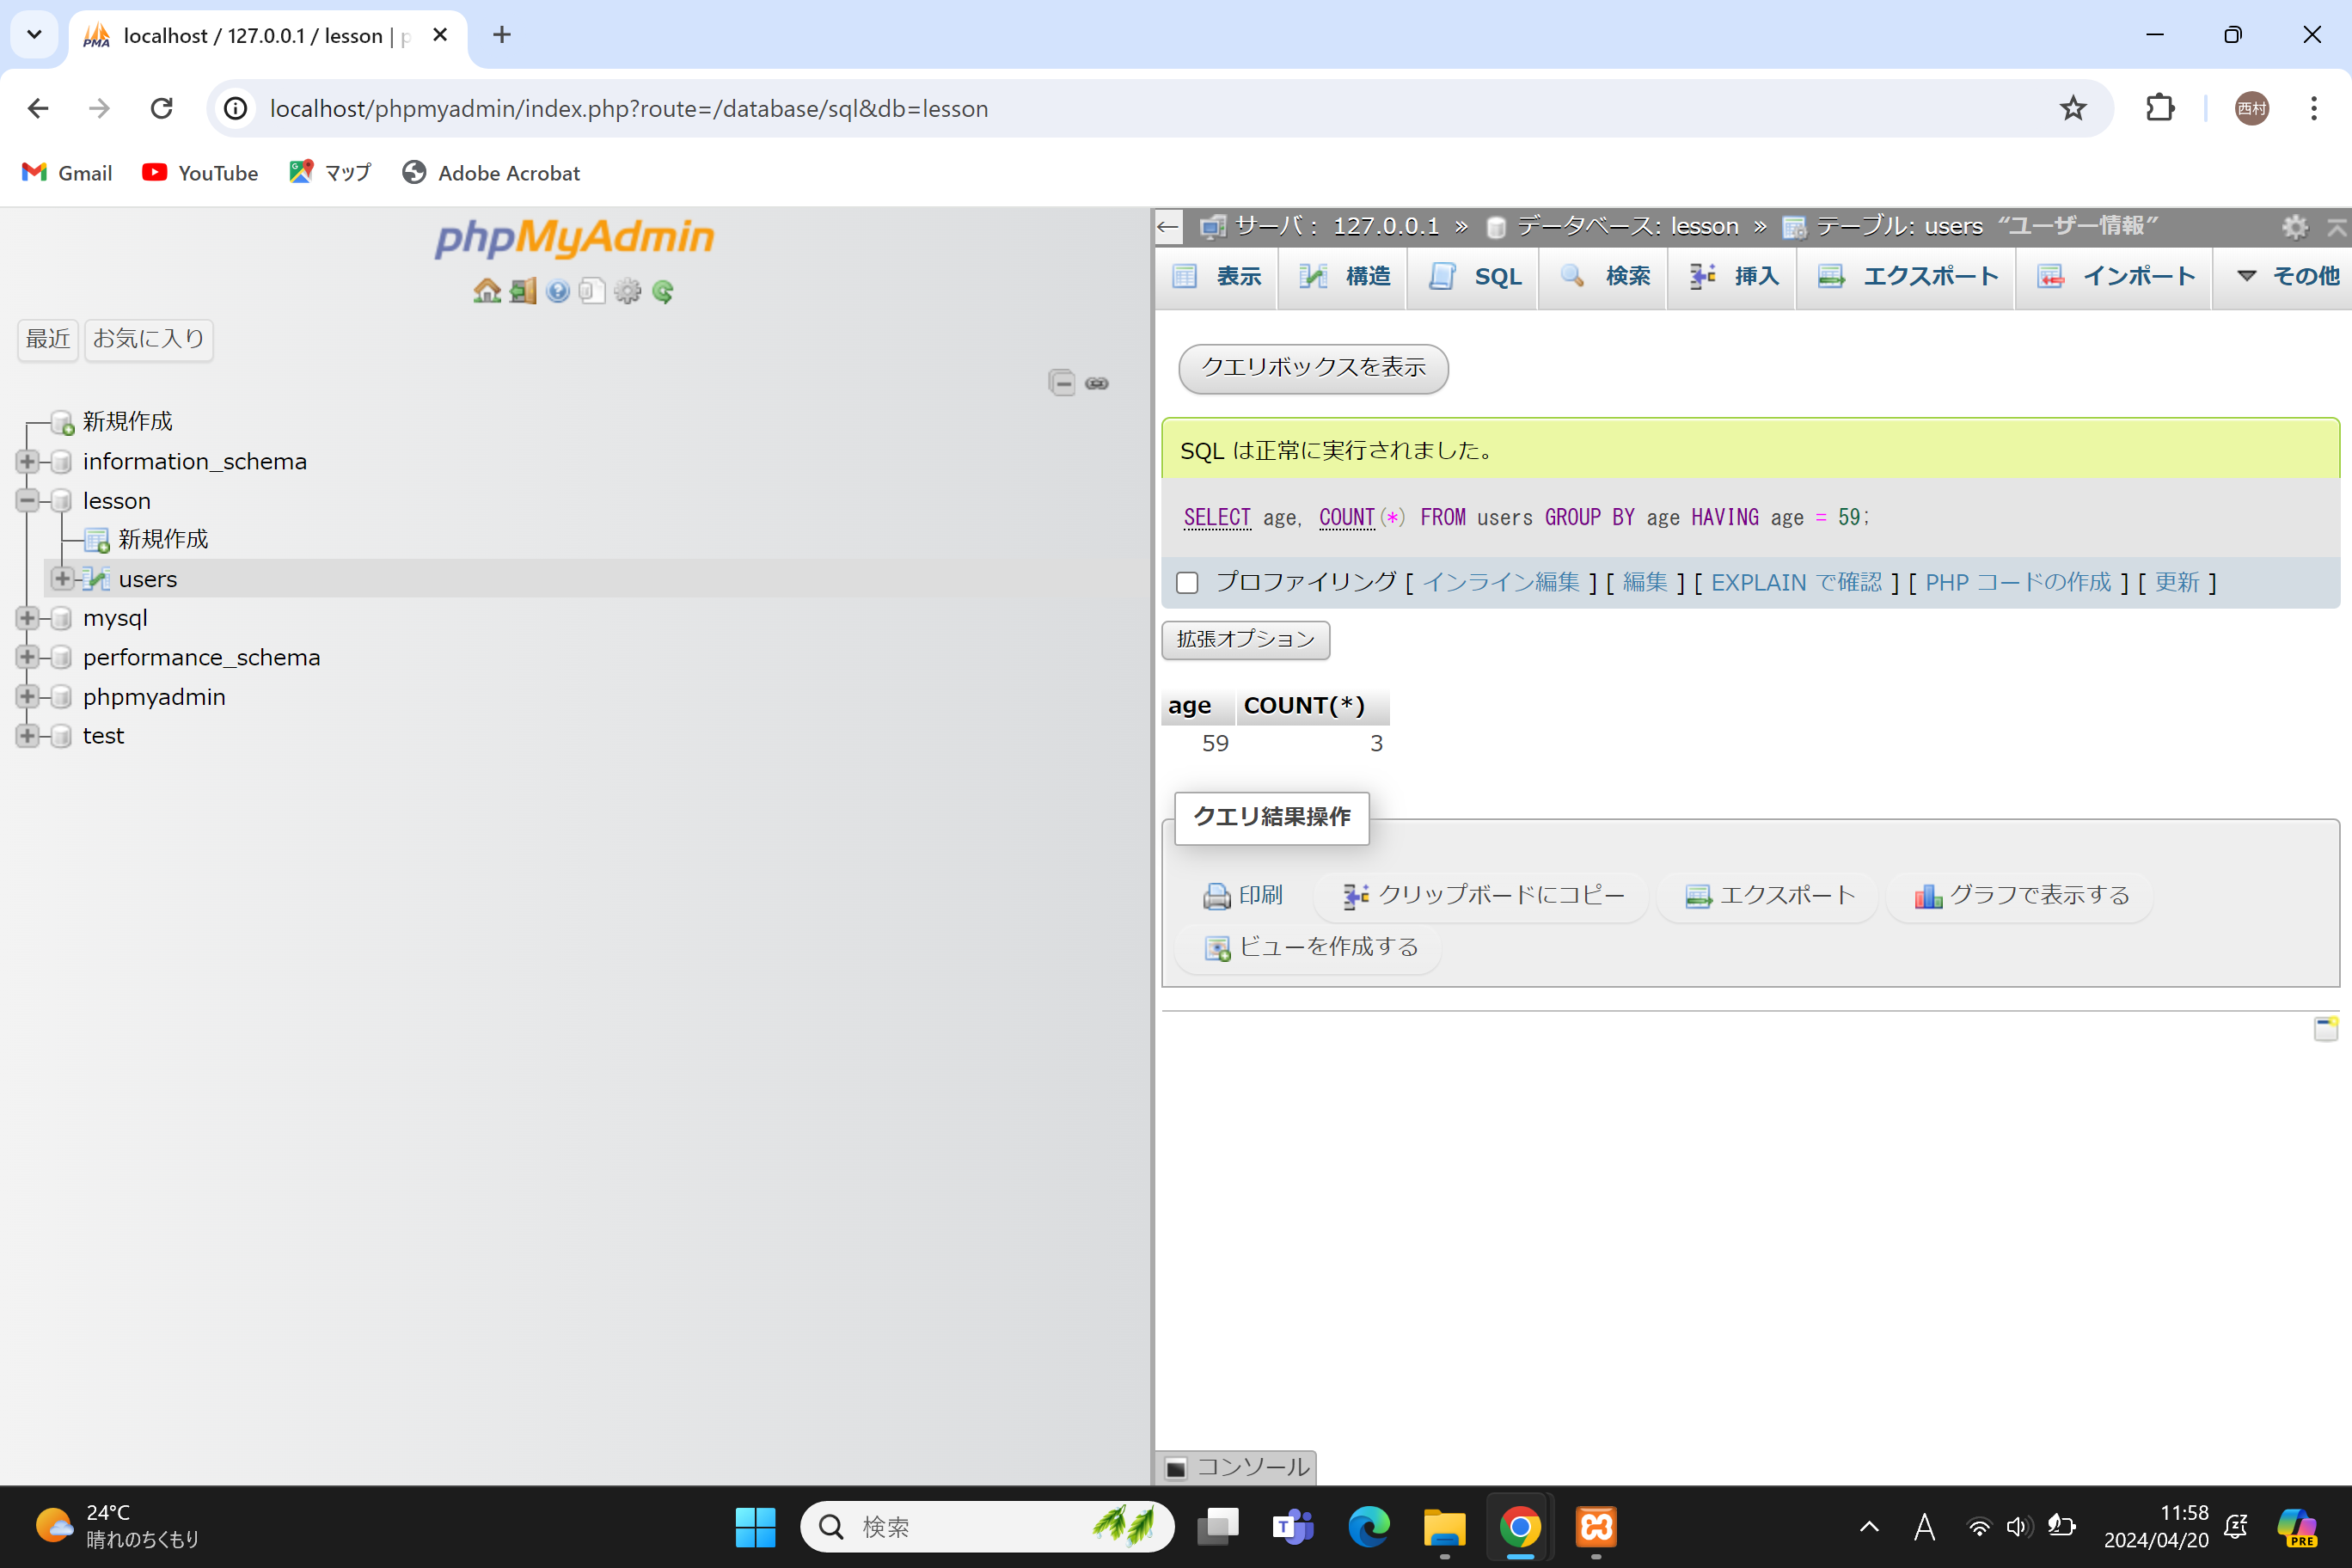 localhost / 127.0.0.1 / lesson | p
localhost/phpmyadmin/index.php?route=/database/sql&db=lesson
西村
Gmail YouTube マップ Adobe Acrobat
phpMyAdmin
最近 お気に入り
新規作成
information_schema
lesson
新規作成
users
mysql
performance_schema
phpmyadmin
test
サーバ: 127.0.0.1 » データベース: lesson » テーブル: users “ユーザー情報”
表示 構造 SQL 検索 挿入 エクスポート インポート その他
クエリボックスを表示
SQL は正常に実行されました。
SELECT age, COUNT(*) FROM users GROUP BY age HAVING age = 59;
プロファイリング [ インライン編集 ] [ 編集 ] [ EXPLAIN で確認 ] [ PHP コードの作成 ] [ 更新 ]
拡張オプション
age COUNT(*)
59 3
クエリ結果操作
印刷 クリップボードにコピー エクスポート グラフで表示する
ビューを作成する
コンソール
24°C
晴れのちくもり
検索
A
11:58
2024/04/20
PRE